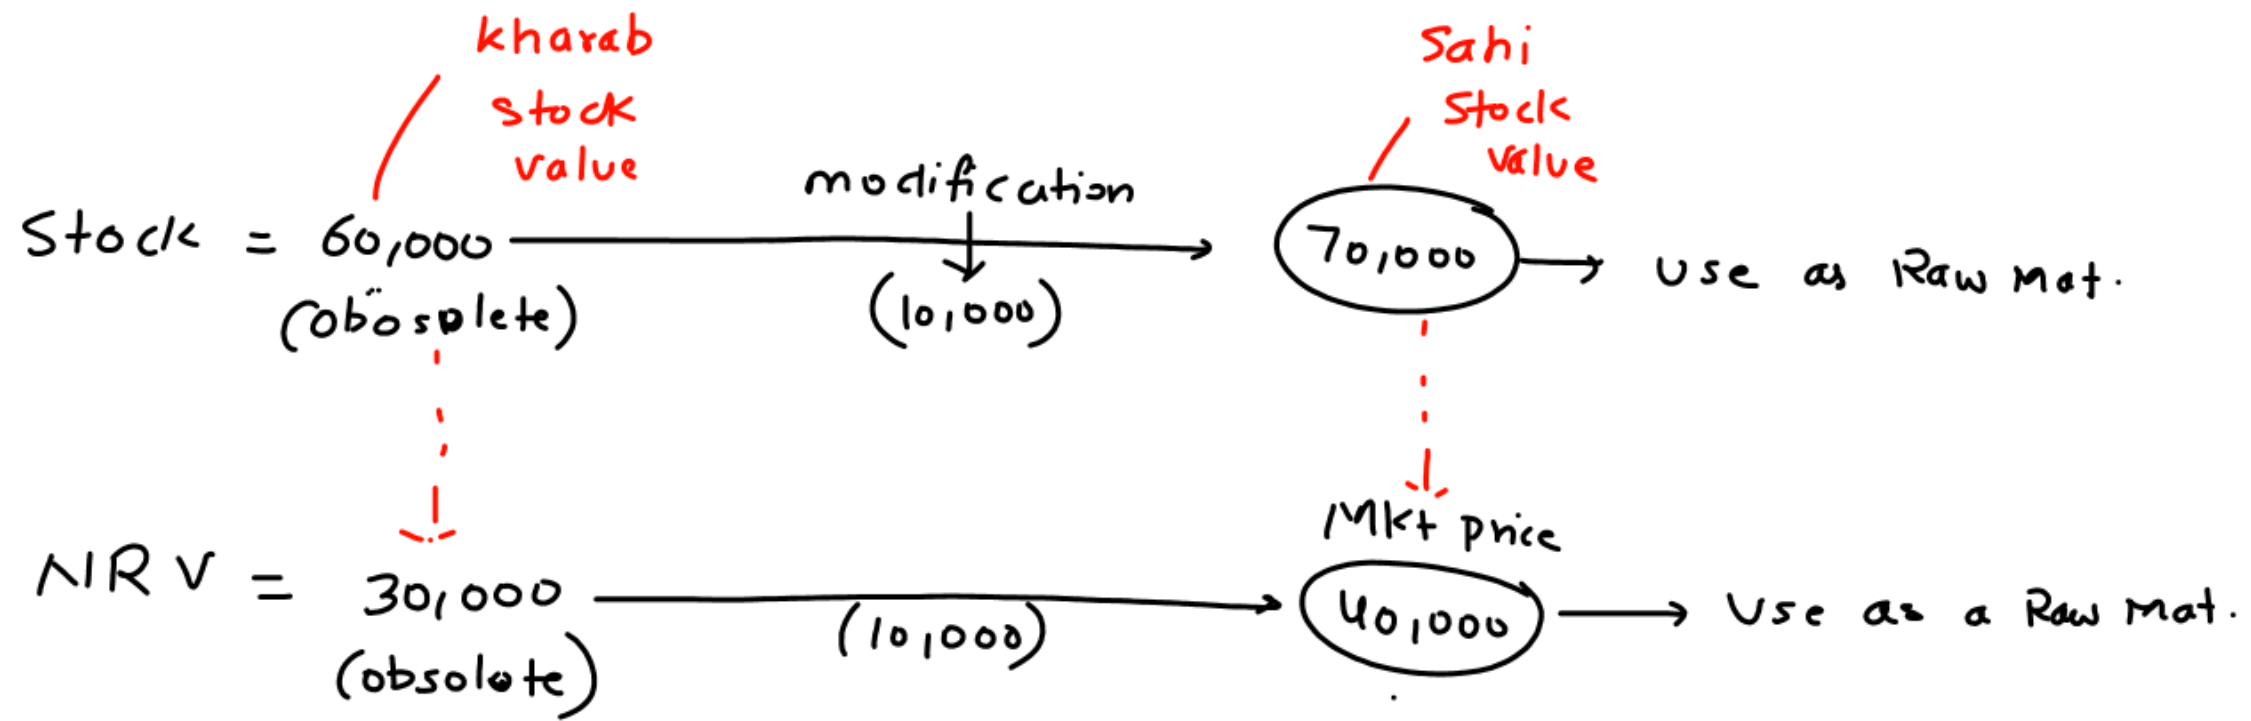 kharab
stock
value
Sahi
Stock
value
modification
Stock = 60,000
(10,000)
70,000
use as Raw Mat.
(obosolete)
Mkt price
NRV = 30,000
(10,000)
40,000
Use as a Raw Mat.
(obsolote)